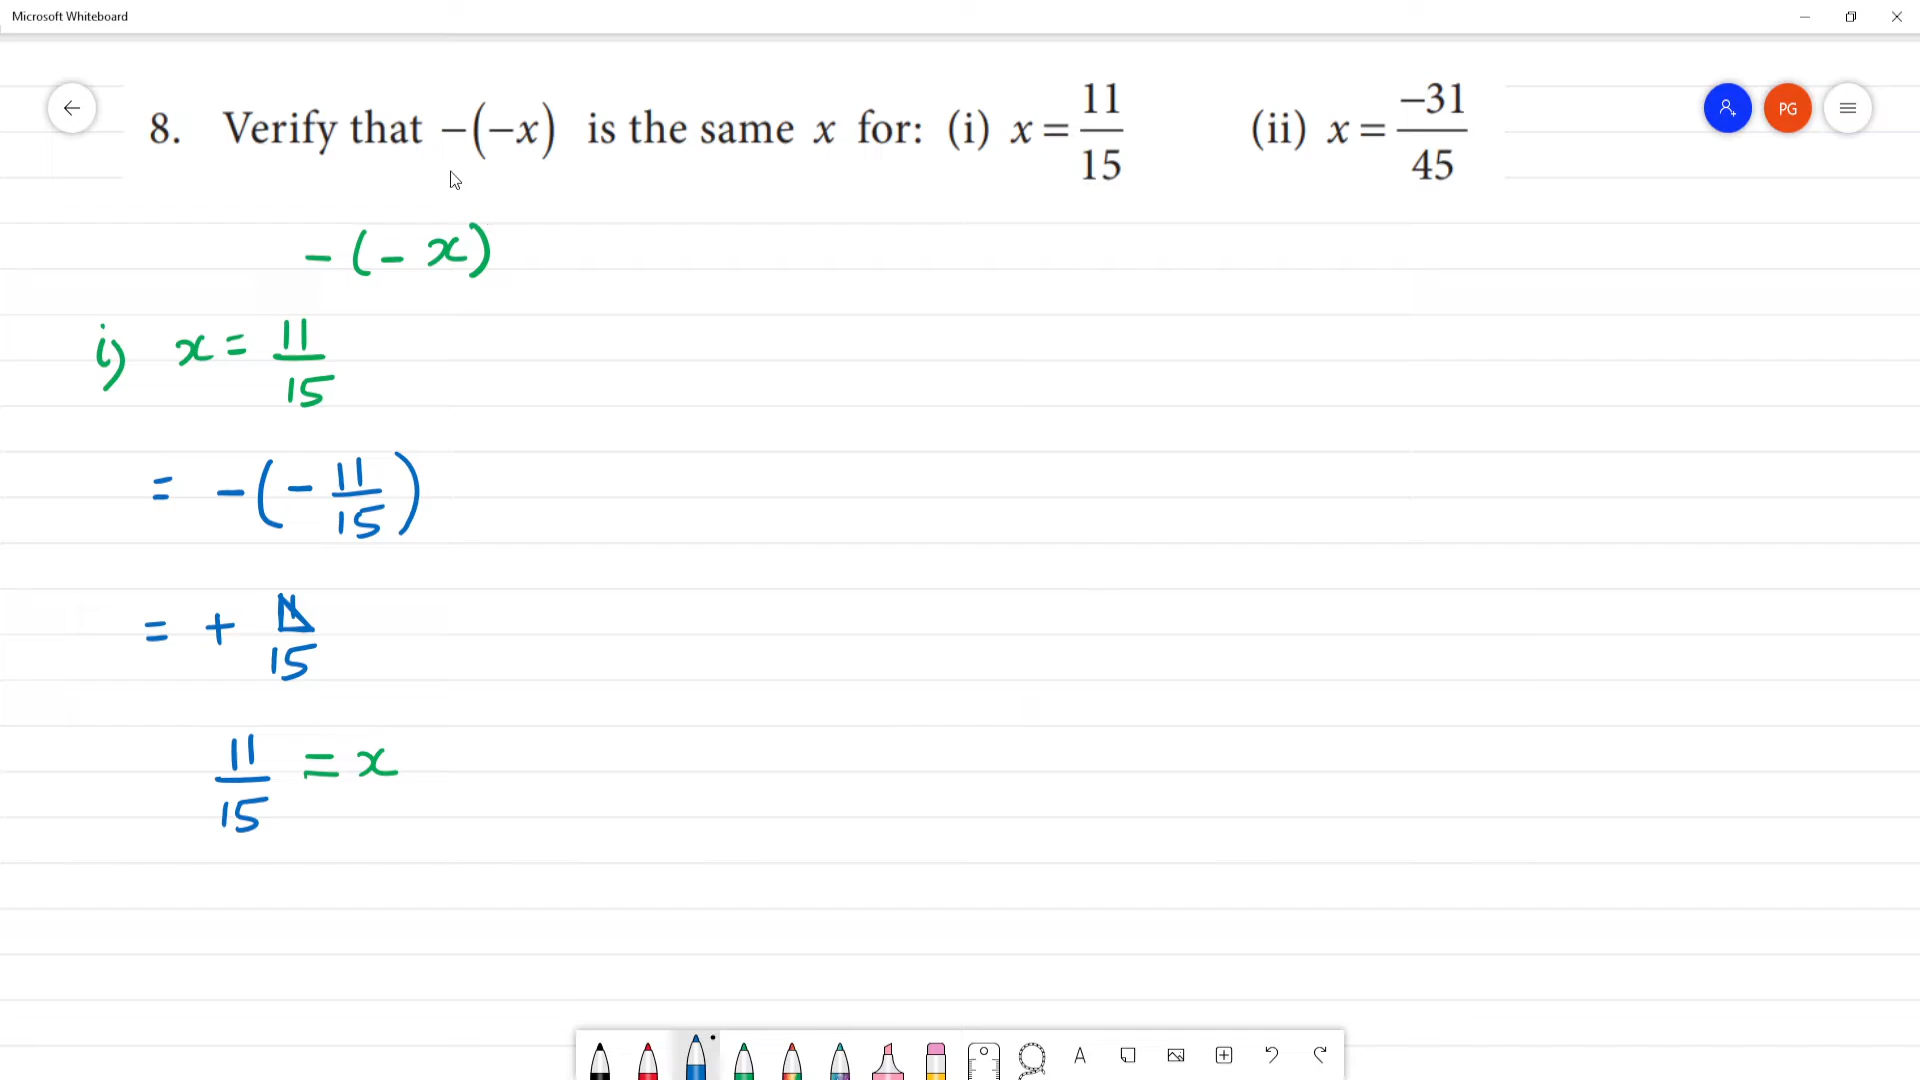 Microsoft Whiteboard
8. Verify that −(−x) is the same x for: (i) x = 11/15 (ii) x = −31/45
PG
− (− x)
i) x = 11/15
= − (− 11/15)
= + 11/15
11/15 = x
A